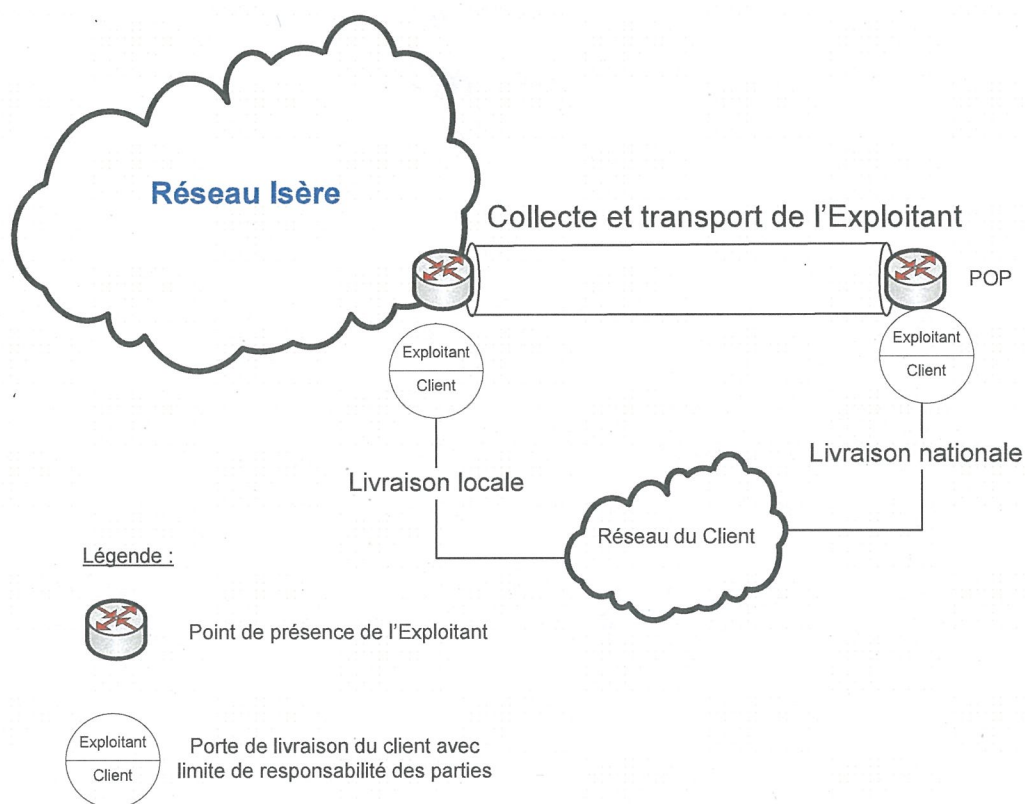 Réseau Isère
Collecte et transport de l'Exploitant
POP
Exploitant
Client
Exploitant
Client
Livraison locale
Livraison nationale
Réseau du Client
Légende :
Point de présence de l'Exploitant
Exploitant
Client
Porte de livraison du client avec
limite de responsabilité des parties